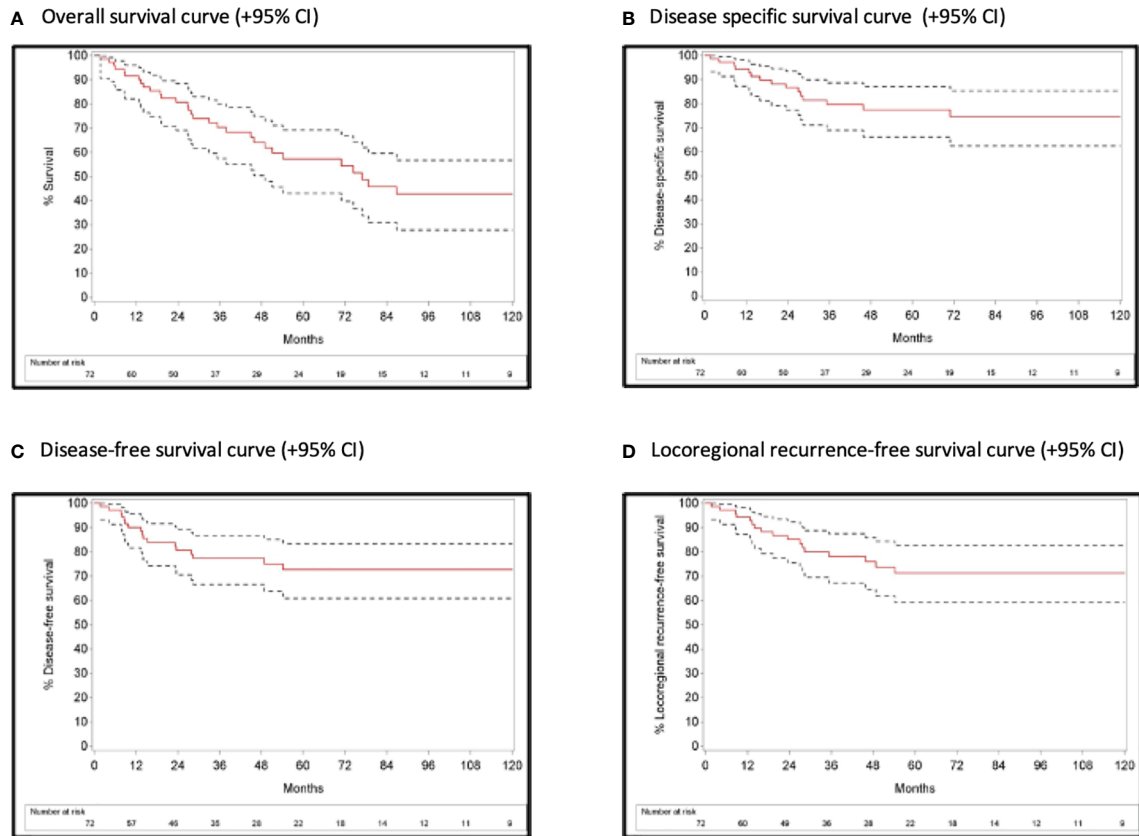 A Overall survival curve (+95% CI)
% Survival
100
90
80
70
60
50
40
30
20
10
0
0 12 24 36 48 60 72 84 96 108 120
Months
Number at risk
72 60 50 37 29 24 19 15 12 11 9
B Disease specific survival curve (+95% CI)
% Disease-specific survival
100
90
80
70
60
50
40
30
20
10
0
0 12 24 36 48 60 72 84 96 108 120
Months
Number at risk
72 60 50 37 29 24 19 15 12 11 9
C Disease-free survival curve (+95% CI)
% Disease-free survival
100
90
80
70
60
50
40
30
20
10
0
0 12 24 36 48 60 72 84 96 108 120
Months
Number at risk
72 57 46 35 28 22 18 14 12 11 9
D Locoregional recurrence-free survival curve (+95% CI)
% Locoregional recurrence-free survival
100
90
80
70
60
50
40
30
20
10
0
0 12 24 36 48 60 72 84 96 108 120
Months
Number at risk
72 60 49 36 28 22 18 14 12 11 9